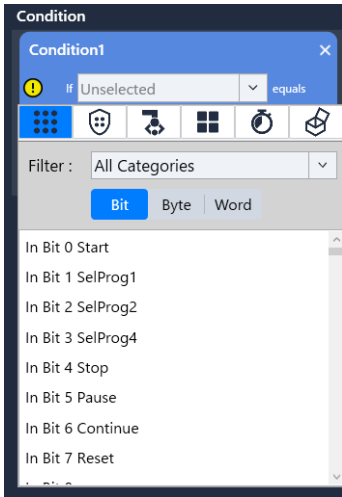 Condition
Condition1
If Unselected equals
Filter : All Categories
Bit Byte Word
In Bit 0 Start
In Bit 1 SelProg1
In Bit 2 SelProg2
In Bit 3 SelProg4
In Bit 4 Stop
In Bit 5 Pause
In Bit 6 Continue
In Bit 7 Reset